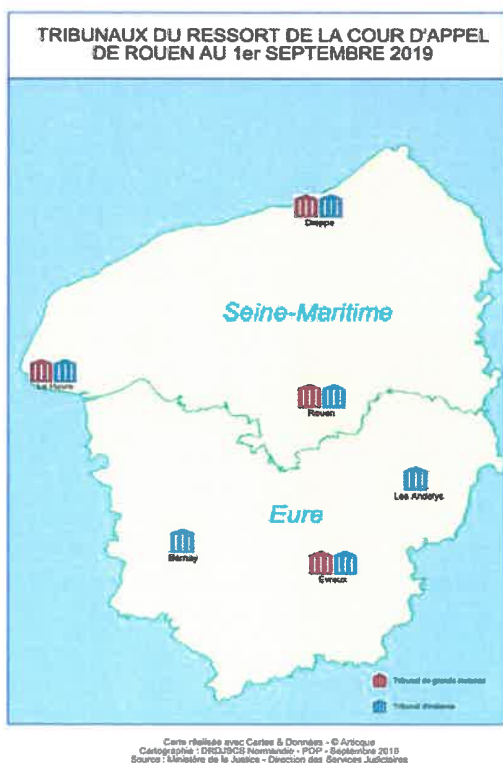 TRIBUNAUX DU RESSORT DE LA COUR D'APPEL
DE ROUEN AU 1er SEPTEMBRE 2019
Dieppe
Seine-Maritime
Le Havre
Rouen
Les Andelys
Eure
Bernay
Evreux
Tribunal de grande instance
Tribunal d'instance
Carte réalisée avec Cartes & Données - © Articque
Cartographie : DRDJSCS Normandie - PDP - Septembre 2019
Source : Ministère de la Justice - Direction des Services Judiciaires